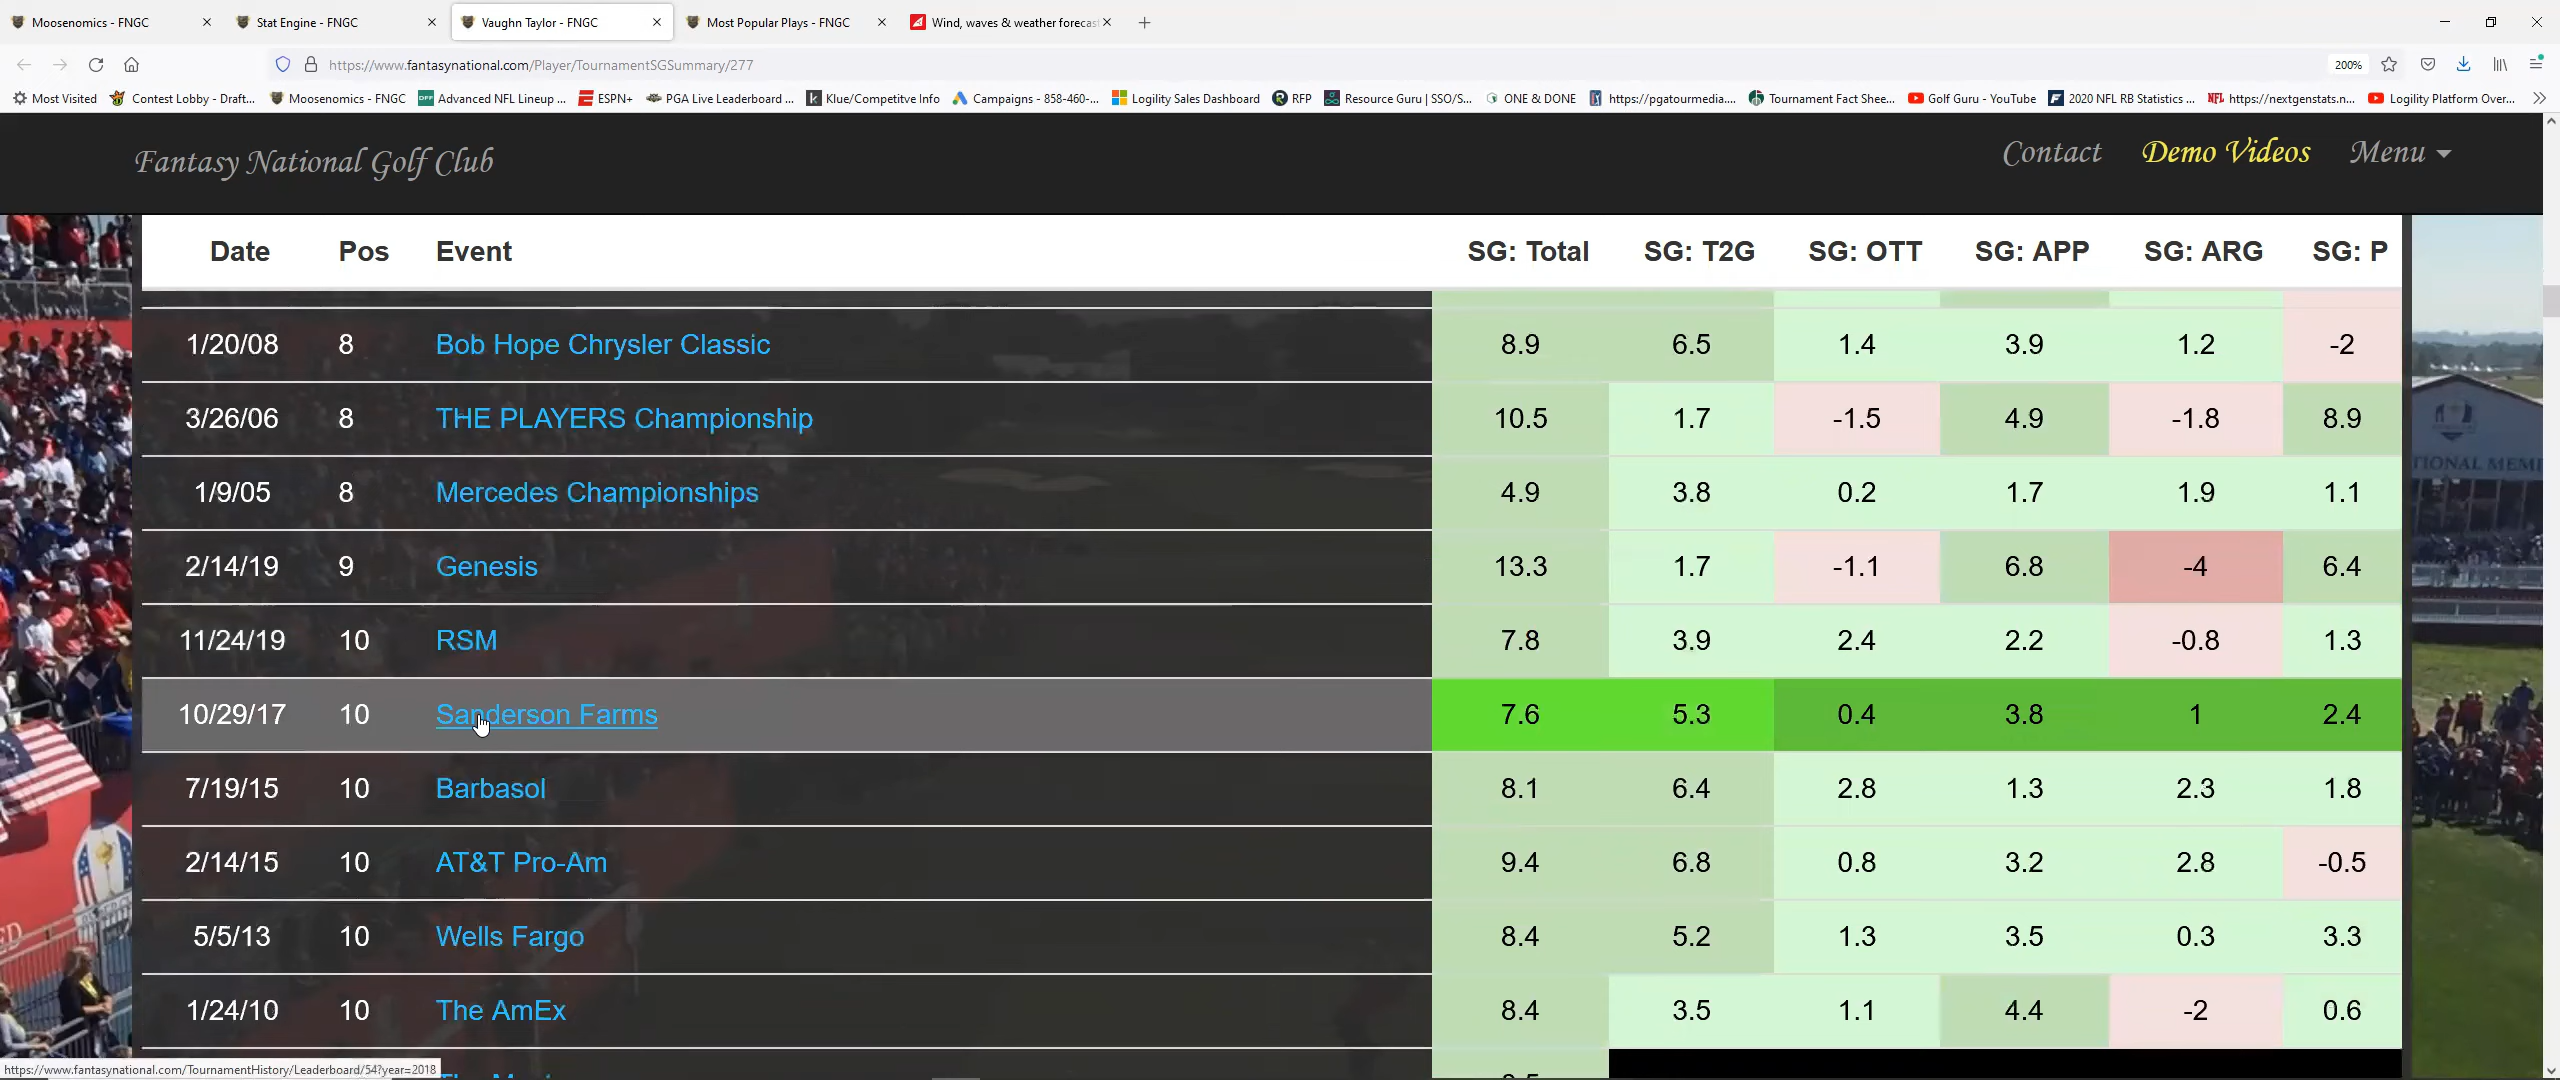 Moosenomics - FNGC Stat Engine - FNGC Vaughn Taylor - FNGC Most Popular Plays - FNGC Wind, waves & weather forecas
https://www.fantasynational.com/Player/TournamentSGSummary/277 200%
Most Visited Contest Lobby - Draft... Moosenomics - FNGC Advanced NFL Lineup ... ESPN+ PGA Live Leaderboard ... Klue/Competitve Info Campaigns - 858-460-... Logility Sales Dashboard RFP Resource Guru | SSO/S... ONE & DONE https://pgatourmedia.... Tournament Fact Shee... Golf Guru - YouTube 2020 NFL RB Statistics ... https://nextgenstats.n... Logility Platform Over...
Fantasy National Golf Club Contact Demo Videos Menu
Date Pos Event SG: Total SG: T2G SG: OTT SG: APP SG: ARG SG: P
1/20/08 8 Bob Hope Chrysler Classic 8.9 6.5 1.4 3.9 1.2 -2
3/26/06 8 THE PLAYERS Championship 10.5 1.7 -1.5 4.9 -1.8 8.9
1/9/05 8 Mercedes Championships 4.9 3.8 0.2 1.7 1.9 1.1
2/14/19 9 Genesis 13.3 1.7 -1.1 6.8 -4 6.4
11/24/19 10 RSM 7.8 3.9 2.4 2.2 -0.8 1.3
10/29/17 10 Sanderson Farms 7.6 5.3 0.4 3.8 1 2.4
7/19/15 10 Barbasol 8.1 6.4 2.8 1.3 2.3 1.8
2/14/15 10 AT&T Pro-Am 9.4 6.8 0.8 3.2 2.8 -0.5
5/5/13 10 Wells Fargo 8.4 5.2 1.3 3.5 0.3 3.3
1/24/10 10 The AmEx 8.4 3.5 1.1 4.4 -2 0.6
https://www.fantasynational.com/TournamentHistory/Leaderboard/54?year=2018